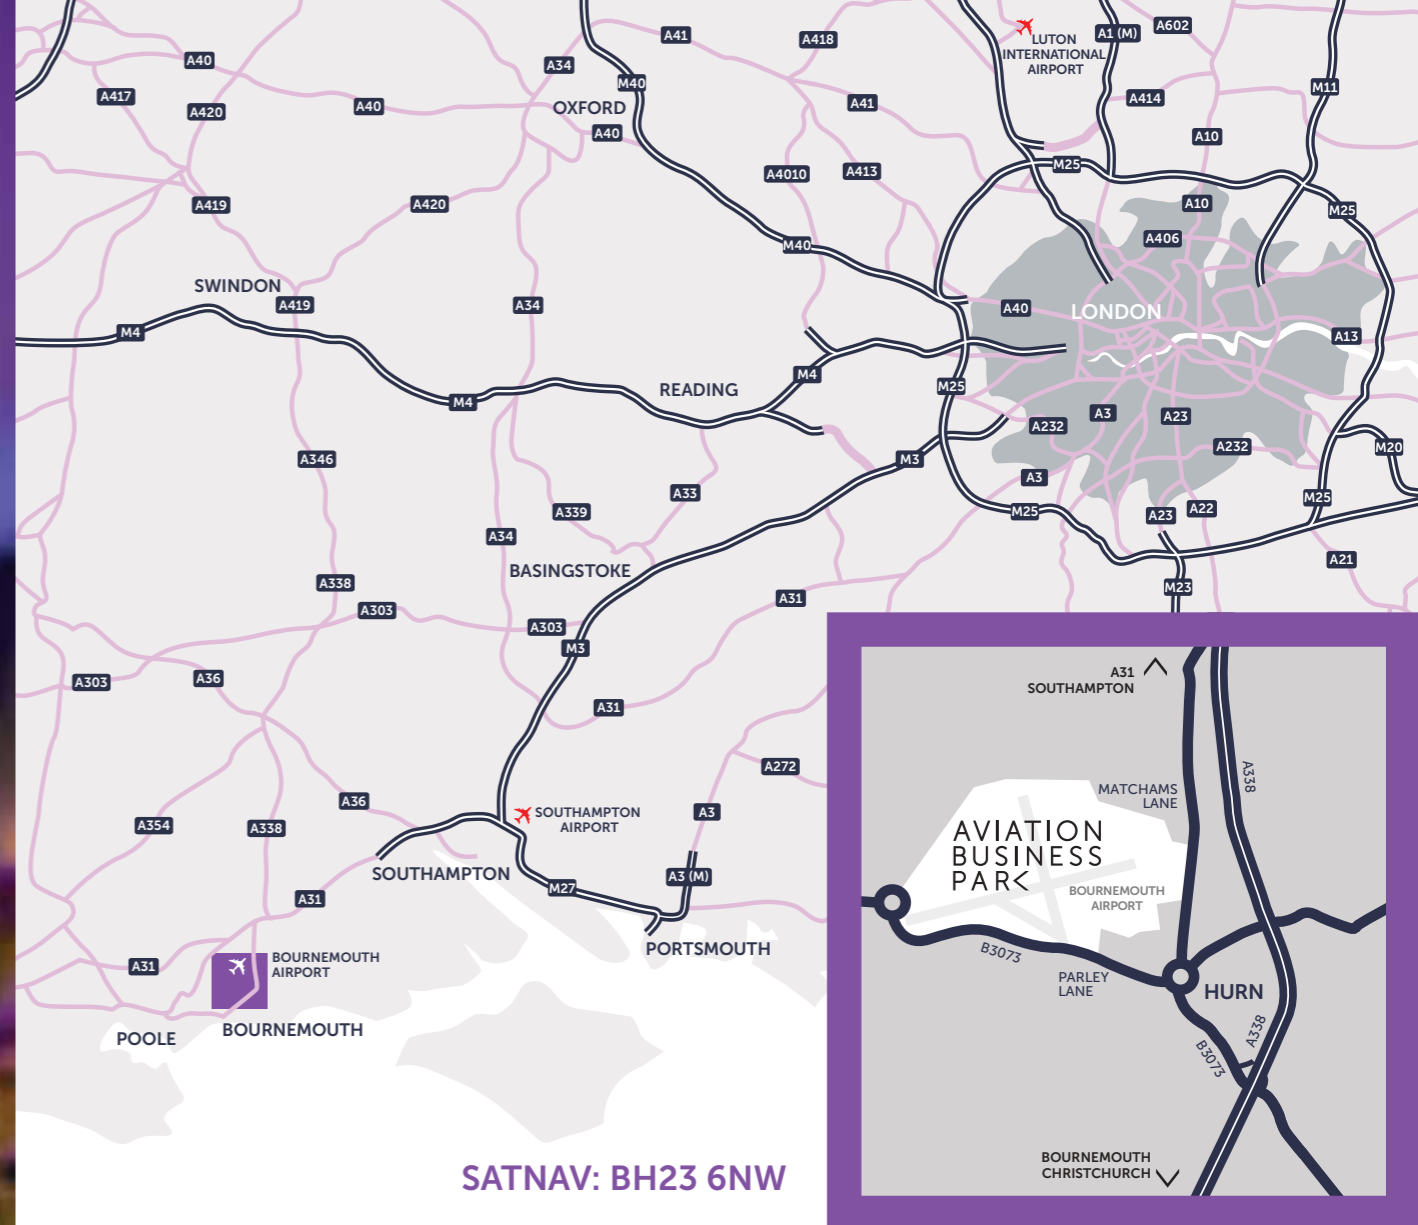 A41
A418
LUTON
INTERNATIONAL
AIRPORT
A1 (M)
A602
A40
A34
M40
M11
A417
A420
A40
OXFORD
A41
A414
A40
A10
A4010
A413
M25
A419
A420
A10
M25
M40
A406
SWINDON
A419
A34
A40
LONDON
M4
A13
M4
READING
M25
M4
A3
A23
A232
A232
M20
A346
M3
A3
A33
M25
A339
M25
A23
A22
A34
A21
BASINGSTOKE
A338
M23
A303
A31
A303
M3
A303
A36
A31
A272
A36
A354
A338
SOUTHAMPTON
AIRPORT
A3
SOUTHAMPTON
M27
A3 (M)
A31
PORTSMOUTH
A31
BOURNEMOUTH
AIRPORT
BOURNEMOUTH
POOLE
SATNAV: BH23 6NW
A31
SOUTHAMPTON
A338
MATCHAMS
LANE
AVIATION
BUSINESS
PARK
BOURNEMOUTH
AIRPORT
B3073
PARLEY
LANE
HURN
A338
B3073
BOURNEMOUTH
CHRISTCHURCH